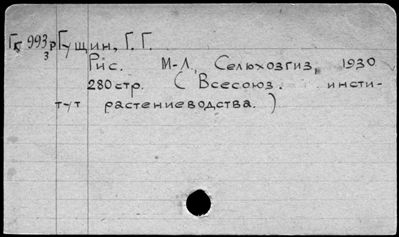 Гк 993р Гущин, Г. Г.
3
Рис. М-Л, Сельхозгиз, 1930
280 стр. (Всесоюз. инсти-
тут растениеводства.)